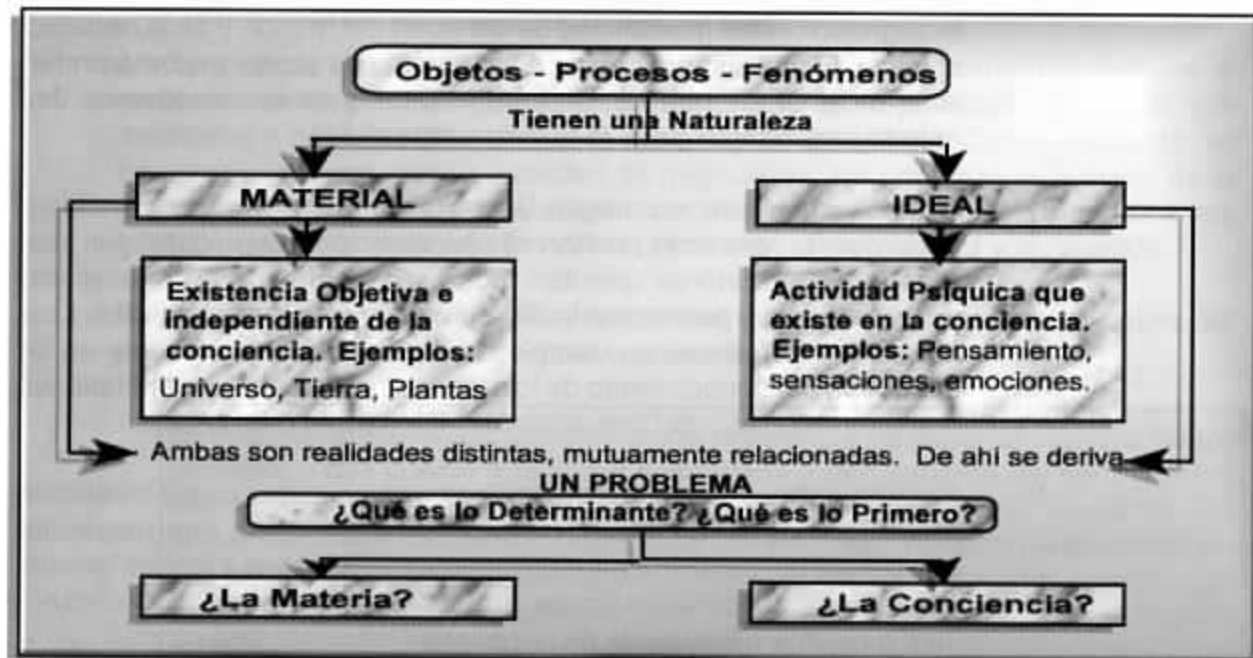 Objetos - Procesos - Fenómenos
Tienen una Naturaleza
MATERIAL
IDEAL
Existencia Objetiva e
Independiente de la
conciencia. Ejemplos:
Universo, Tierra, Plantas
Actividad Psíquica que
existe en la conciencia.
Ejemplos: Pensamiento,
sensaciones, emociones.
Ambas son realidades distintas, mutuamente relacionadas. De ahí se deriva
UN PROBLEMA
¿Qué es lo Determinante? ¿Qué es lo Primero?
¿La Materia?
¿La Conciencia?